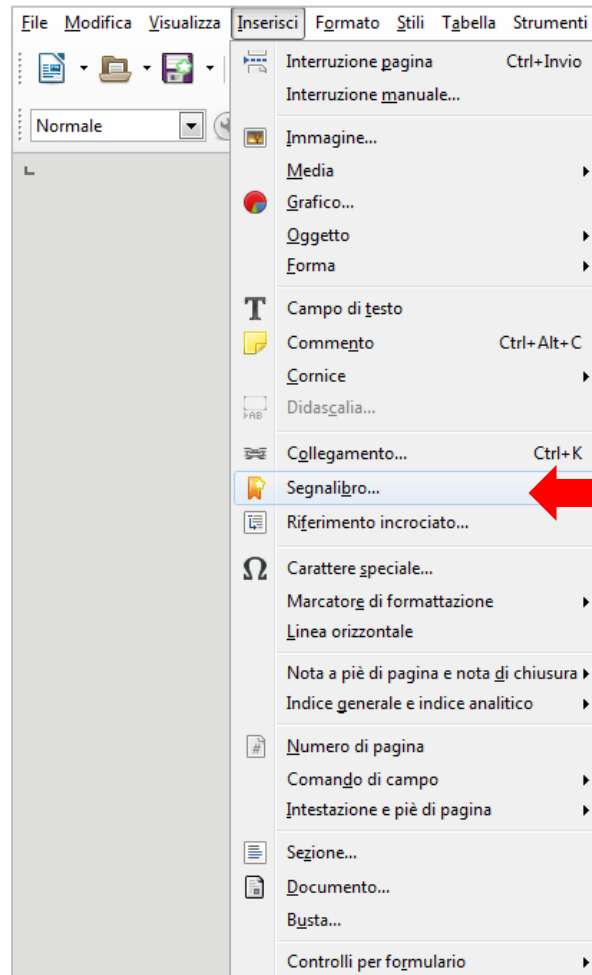 File Modifica Visualizza Inserisci Formato Stili Tabella Strumenti
Interruzione pagina Ctrl+Invio
Interruzione manuale...
Normale
Immagine...
Media
Grafico...
Oggetto
Forma
Campo di testo
Commento Ctrl+Alt+C
Cornice
Didascalia...
Collegamento... Ctrl+K
Segnalibro...
Riferimento incrociato...
Carattere speciale...
Marcatore di formattazione
Linea orizzontale
Nota a piè di pagina e nota di chiusura
Indice generale e indice analitico
Numero di pagina
Comando di campo
Intestazione e piè di pagina
Sezione...
Documento...
Busta...
Controlli per formulario